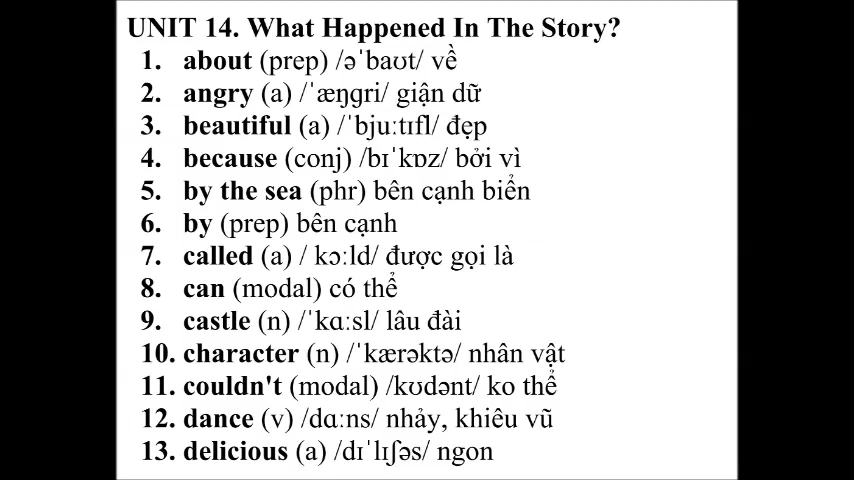 UNIT 14. What Happened In The Story?
1. about (prep) /əˈbaʊt/ về
2. angry (a) /ˈæŋɡri/ giận dữ
3. beautiful (a) /ˈbjuːtɪfl/ đẹp
4. because (conj) /bɪˈkɒz/ bởi vì
5. by the sea (phr) bên cạnh biển
6. by (prep) bên cạnh
7. called (a) / kɔːld/ được gọi là
8. can (modal) có thể
9. castle (n) /ˈkɑːsl/ lâu đài
10. character (n) /ˈkærəktə/ nhân vật
11. couldn't (modal) /kʊdənt/ ko thể
12. dance (v) /dɑːns/ nhảy, khiêu vũ
13. delicious (a) /dɪˈlɪʃəs/ ngon